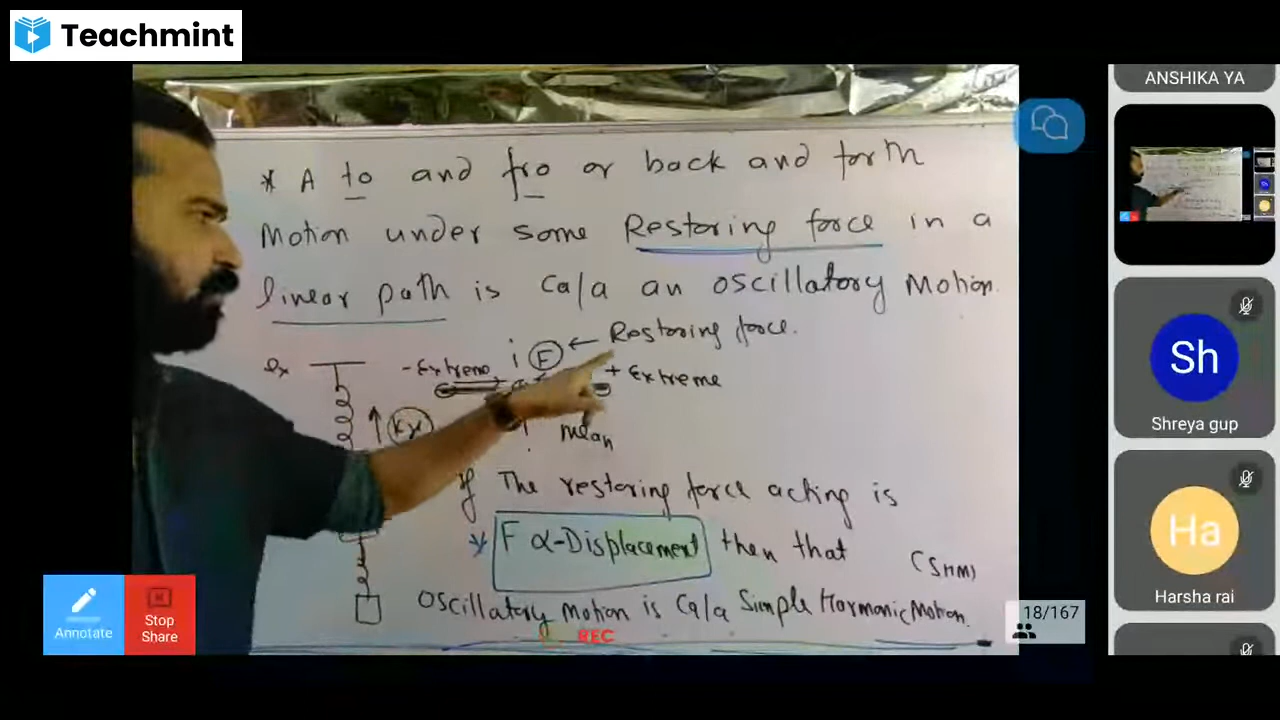 Teachmint
ANSHIKA YA
* A to and fro or back and forth
Motion under some Restoring force in a
linear path is Ca/a an oscillatory Motion.
← Restoring force.
F
ex
- Extreme
+ Extreme
Kx
mean
If The restoring force acting is
* F α-Displacement then that
(SHM)
Oscillatory motion is Ca/a Simple Harmonic Motion.
Sh
Shreya gup
Ha
Harsha rai
Annotate
Stop
Share
REC
18/167